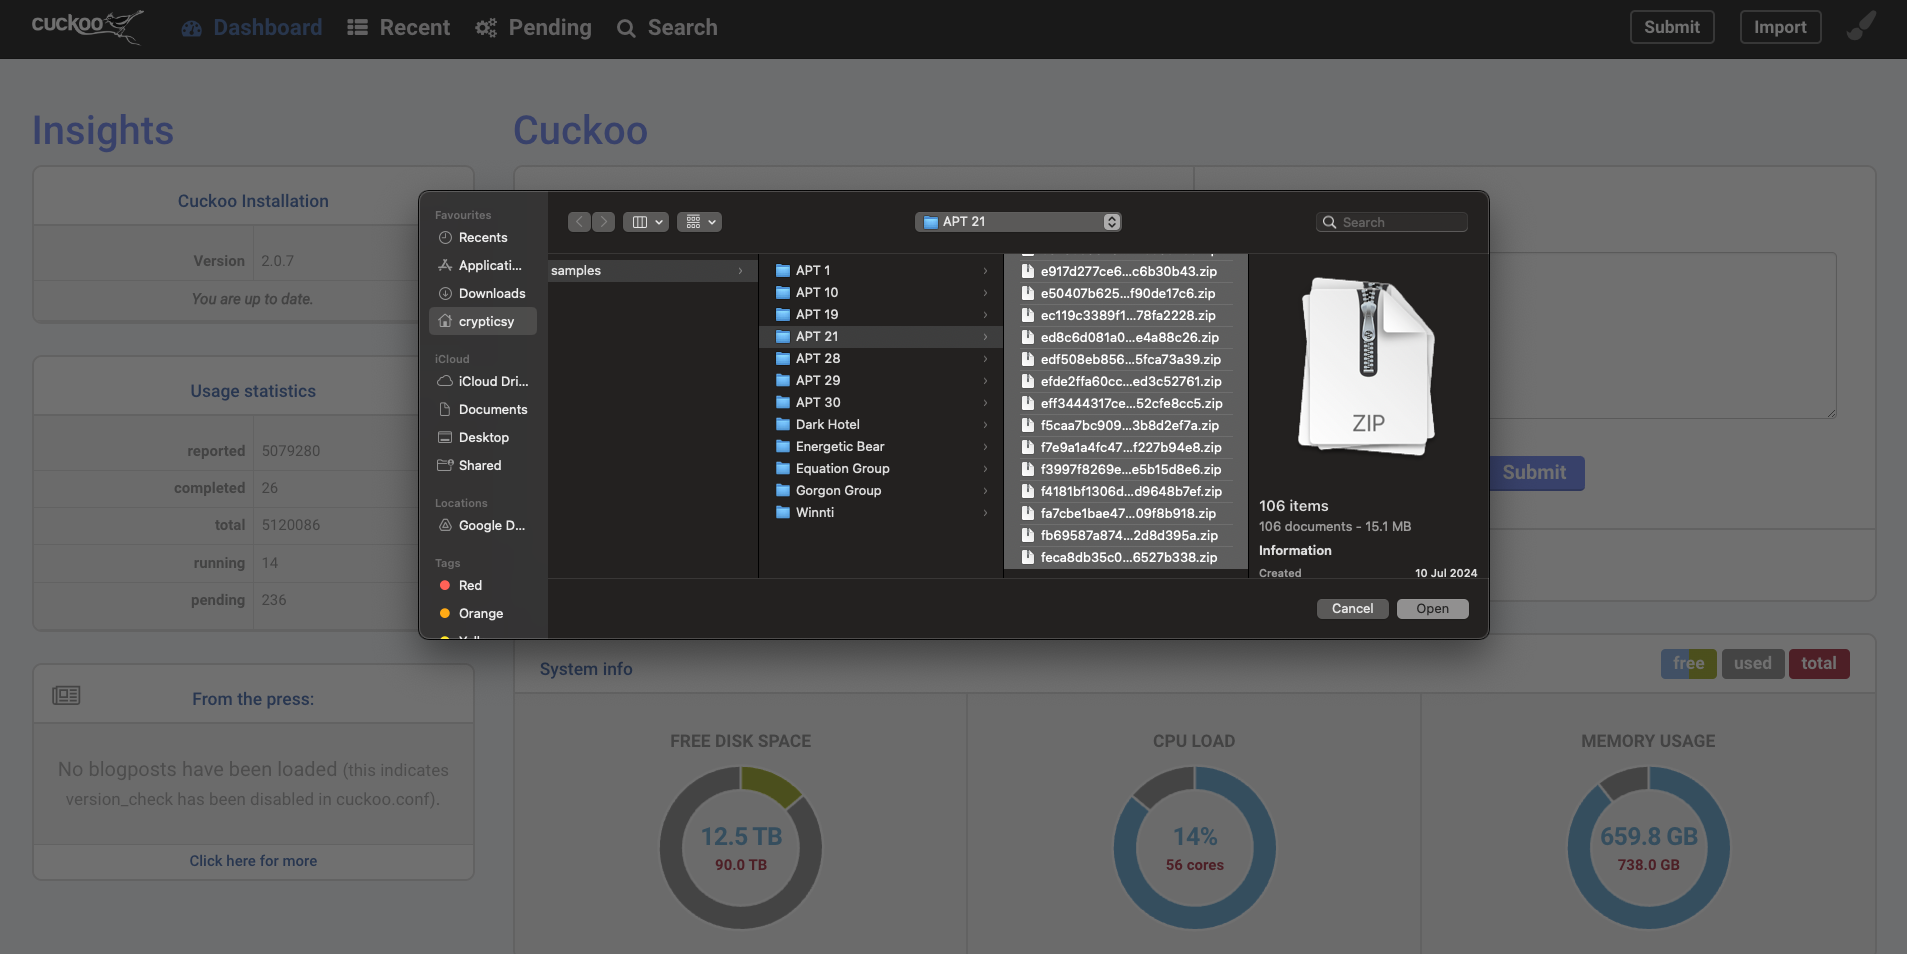 cuckoo
Dashboard
Recent
Pending
Search
Submit
Import
Insights
Cuckoo
Cuckoo Installation
Version 2.0.7
You are up to date.
Usage statistics
reported 5079280
completed 26
total 5120086
running 14
pending 236
From the press:
No blogposts have been loaded (this indicates
version_check has been disabled in cuckoo.conf).
Click here for more
Favourites
Recents
Applicati...
Downloads
crypticsy
iCloud
iCloud Dri...
Documents
Desktop
Shared
Locations
Google D...
Tags
Red
Orange
APT 21
Search
samples
APT 1
APT 10
APT 19
APT 21
APT 28
APT 29
APT 30
Dark Hotel
Energetic Bear
Equation Group
Gorgon Group
Winnti
e917d277ce6...c6b30b43.zip
e50407b625...f90de17c6.zip
ec119c3389f1...78fa2228.zip
ed8c6d081a0...e4a88c26.zip
edf508eb856...5fca73a39.zip
efde2ffa60cc...ed3c52761.zip
eff3444317ce...52cfe8cc5.zip
f5caa7bc909...3b8d2ef7a.zip
f7e9a1a4fc47...f227b94e8.zip
f3997f8269e...e5b15d8e6.zip
f4181bf1306d...d9648b7ef.zip
fa7cbe1bae47...09f8b918.zip
fb69587a874...2d8d395a.zip
feca8db35c0...6527b338.zip
ZIP
106 items
106 documents - 15.1 MB
Information
Created 10 Jul 2024
Cancel
Open
Submit
System info
free
used
total
FREE DISK SPACE
12.5 TB
90.0 TB
CPU LOAD
14%
56 cores
MEMORY USAGE
659.8 GB
738.0 GB